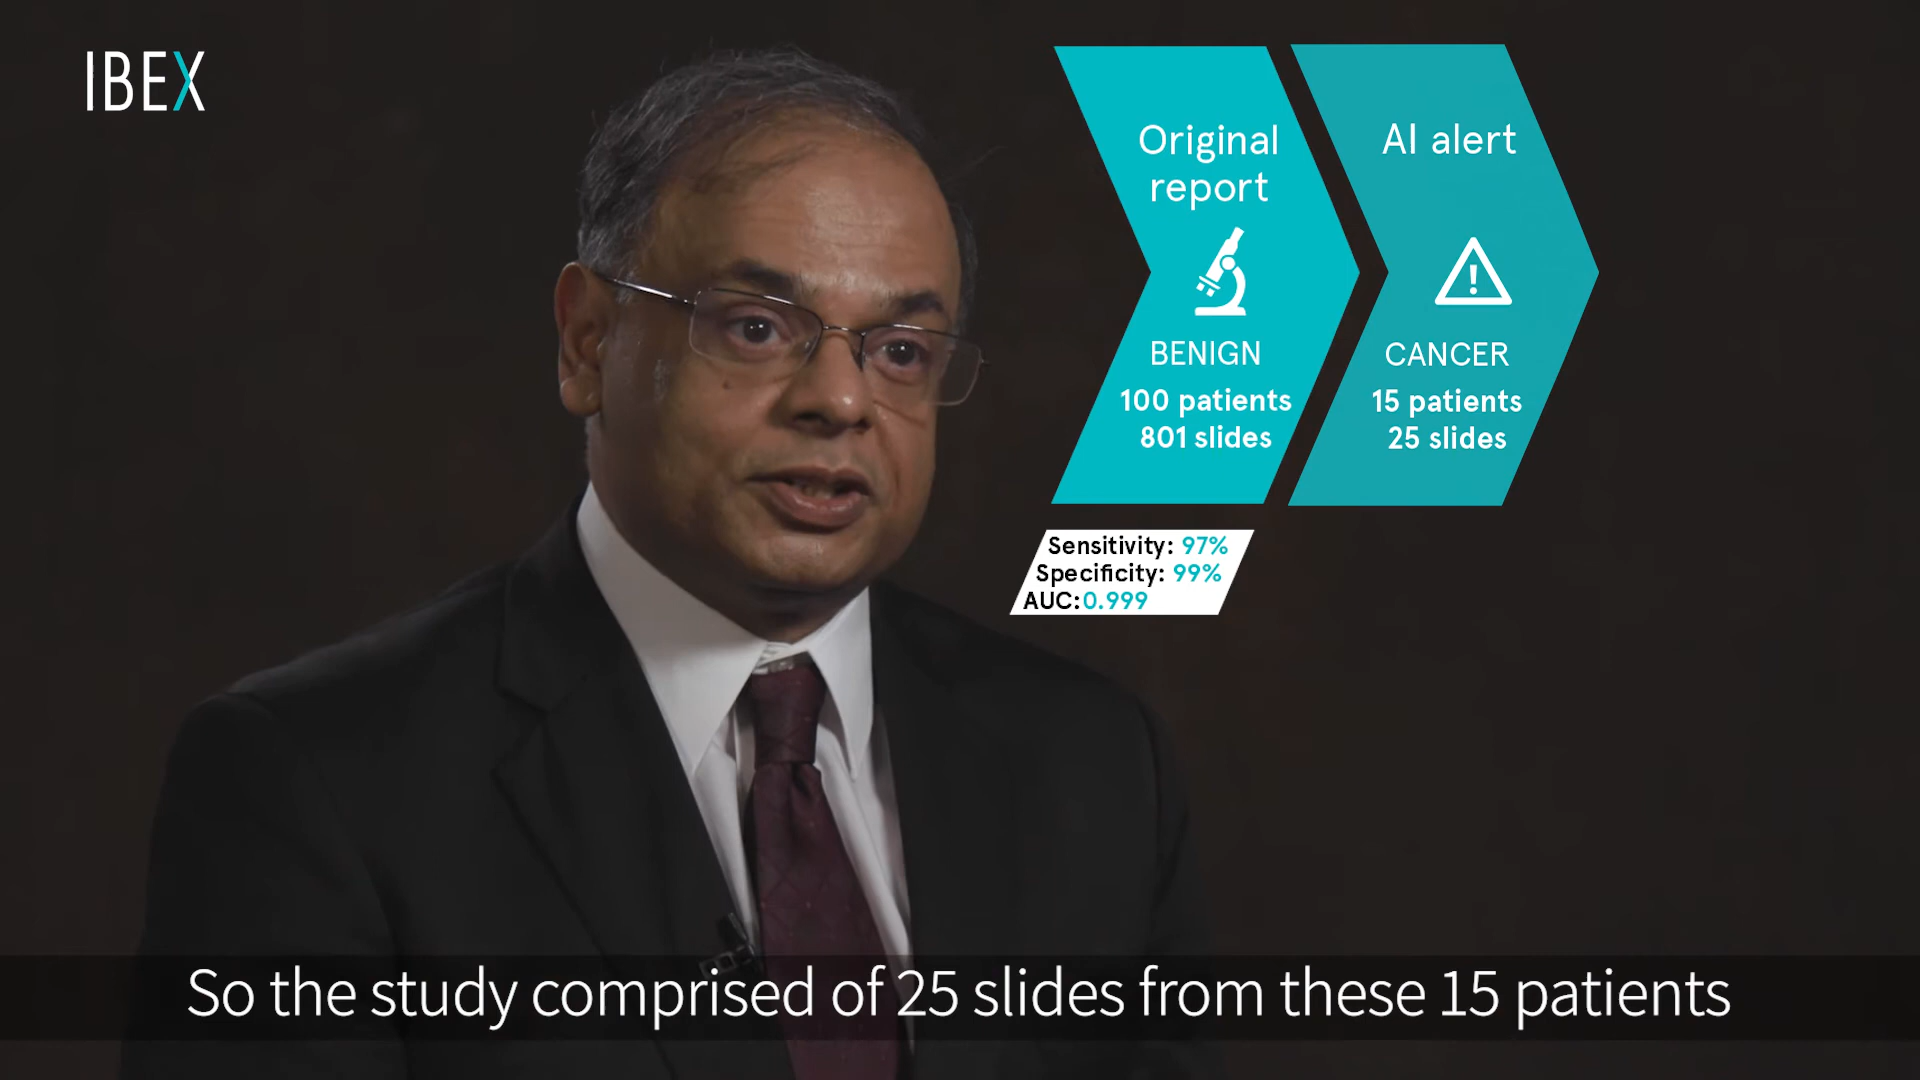 IBEX
Original
report
BENIGN
100 patients
801 slides
AI alert
CANCER
15 patients
25 slides
Sensitivity: 97%
Specificity: 99%
AUC:0.999
So the study comprised of 25 slides from these 15 patients